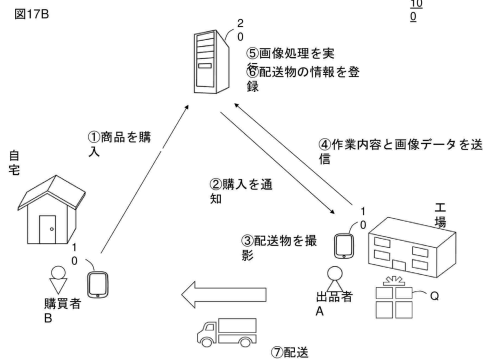 図17B
10
0
2
0
⑤画像処理を実
行
⑥配送物の情報を登
録
①商品を購
入
④作業内容と画像データを送
信
自
宅
②購入を通
知
1
0
工
場
③配送物を撮
影
1
0
購買者
B
出品者
A
Q
⑦配送